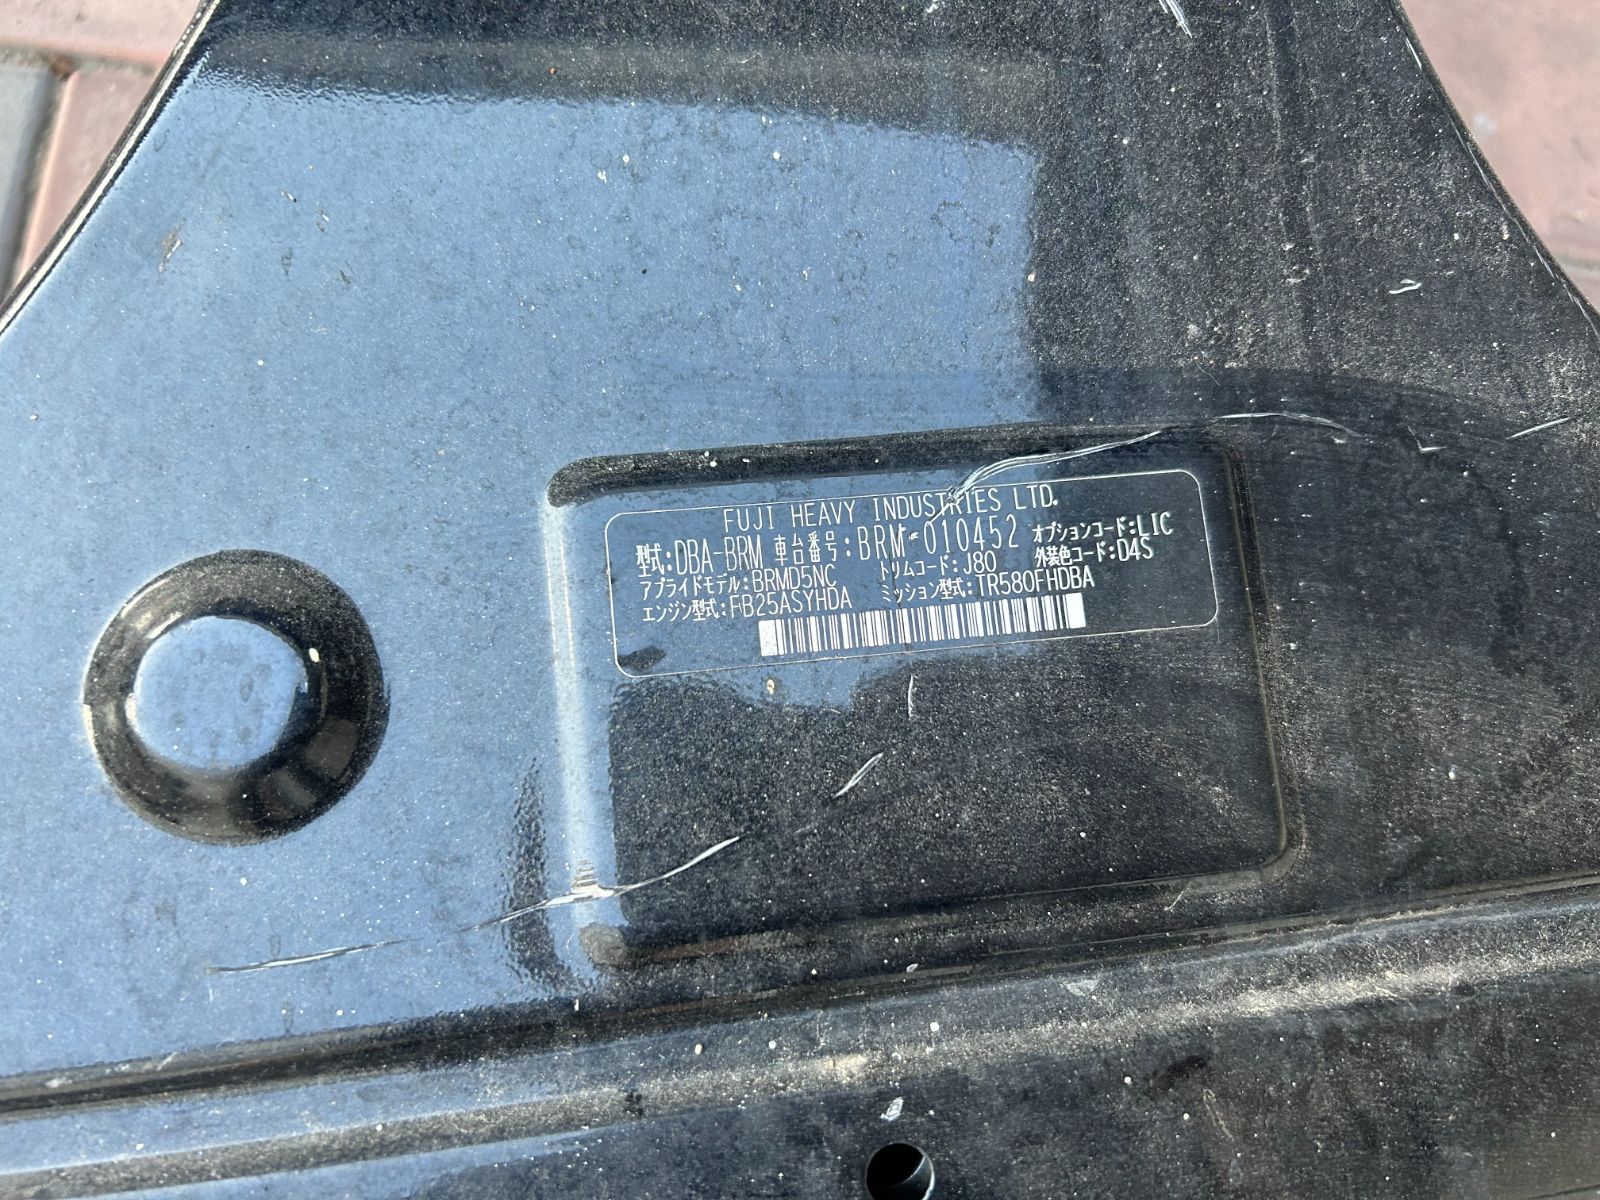 FUJI HEAVY INDUSTRIES LTD.
型式:DBA-BRM 車台番号:BRM-010452 オプションコード:LIC
アプライドモデル:BRMD5NC トリムコード:J80 外装色コード:D4S
エンジン型式:FB25ASYHDA ミッション型式:TR580FHDBA